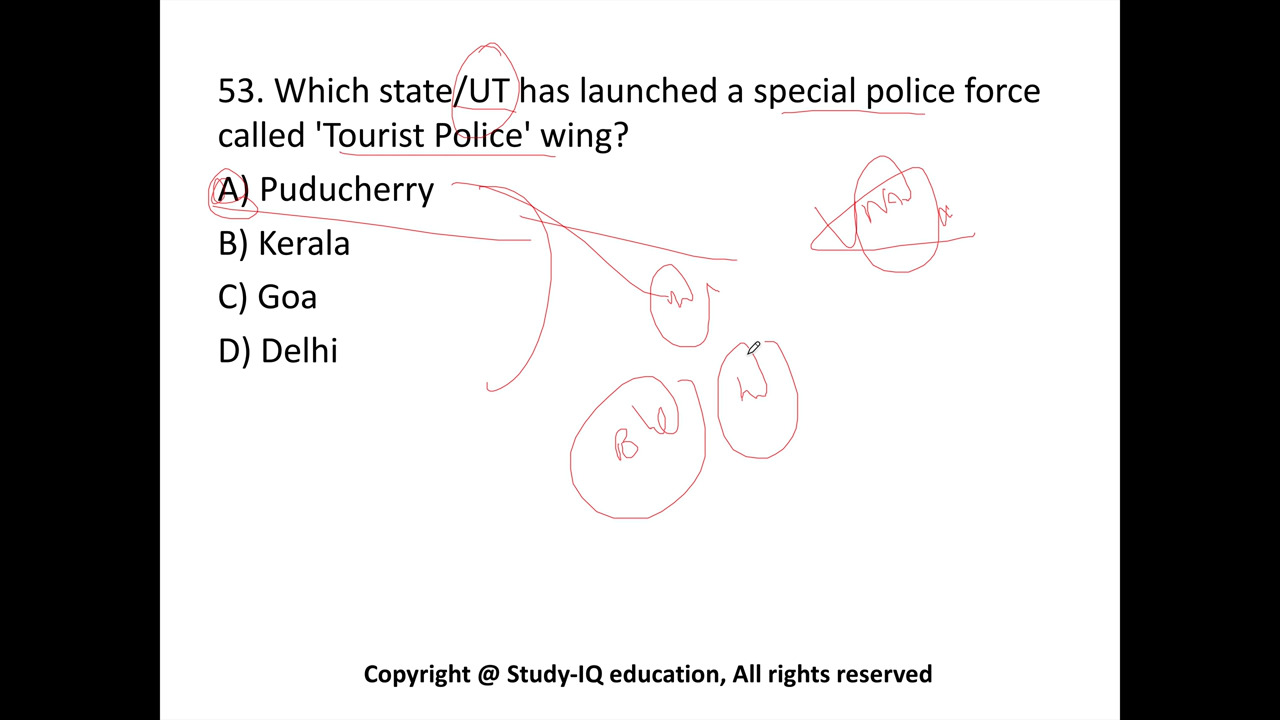 53. Which state/UT has launched a special police force
called 'Tourist Police' wing?
A) Puducherry
B) Kerala
C) Goa
D) Delhi
Copyright @ Study-IQ education, All rights reserved